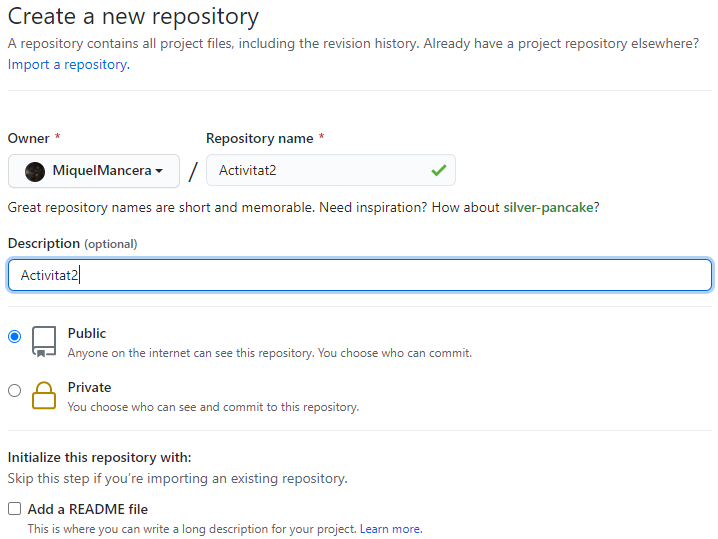 Create a new repository
A repository contains all project files, including the revision history. Already have a project repository elsewhere?
Import a repository.
Owner * Repository name *
MiquelMancera / Activitat2
Great repository names are short and memorable. Need inspiration? How about silver-pancake?
Description (optional)
Activitat2
Public
Anyone on the internet can see this repository. You choose who can commit.
Private
You choose who can see and commit to this repository.
Initialize this repository with:
Skip this step if you're importing an existing repository.
Add a README file
This is where you can write a long description for your project. Learn more.